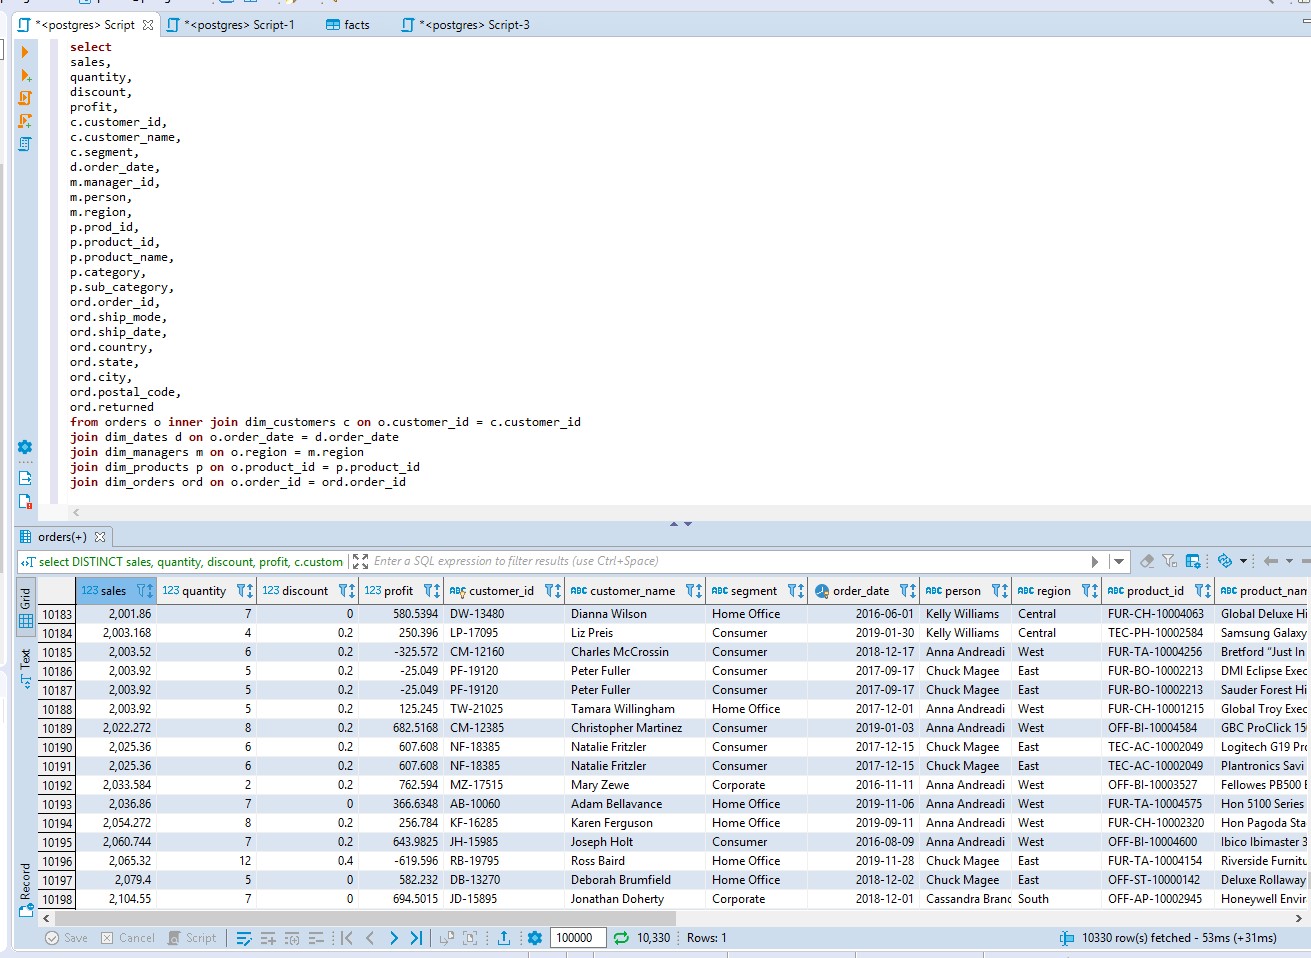 *<postgres> Script *<postgres> Script-1 facts *<postgres> Script-3
select
sales,
quantity,
discount,
profit,
c.customer_id,
c.customer_name,
c.segment,
d.order_date,
m.manager_id,
m.person,
m.region,
p.prod_id,
p.product_id,
p.product_name,
p.category,
p.sub_category,
ord.order_id,
ord.ship_mode,
ord.ship_date,
ord.country,
ord.state,
ord.city,
ord.postal_code,
ord.returned
from orders o inner join dim_customers c on o.customer_id = c.customer_id
join dim_dates d on o.order_date = d.order_date
join dim_managers m on o.region = m.region
join dim_products p on o.product_id = p.product_id
join dim_orders ord on o.order_id = ord.order_id
orders(+)
select DISTINCT sales, quantity, discount, profit, c.custom Enter a SQL expression to filter results (use Ctrl+Space)
Grid
Text
Record
123 sales 123 quantity 123 discount 123 profit ABC customer_id ABC customer_name ABC segment order_date ABC person ABC region ABC product_id ABC product_nam
10183 2,001.86 7 0 580.5394 DW-13480 Dianna Wilson Home Office 2016-06-01 Kelly Williams Central FUR-CH-10004063 Global Deluxe Hi
10184 2,003.168 4 0.2 250.396 LP-17095 Liz Preis Consumer 2019-01-30 Kelly Williams Central TEC-PH-10002584 Samsung Galaxy
10185 2,003.52 6 0.2 -325.572 CM-12160 Charles McCrossin Consumer 2018-12-17 Anna Andreadi West FUR-TA-10004256 Bretford "Just In
10186 2,003.92 5 0.2 -25.049 PF-19120 Peter Fuller Consumer 2017-09-17 Chuck Magee East FUR-BO-10002213 DMI Eclipse Exec
10187 2,003.92 5 0.2 -25.049 PF-19120 Peter Fuller Consumer 2017-09-17 Chuck Magee East FUR-BO-10002213 Sauder Forest Hi
10188 2,003.92 5 0.2 125.245 TW-21025 Tamara Willingham Home Office 2017-12-01 Anna Andreadi West FUR-CH-10001215 Global Troy Exec
10189 2,022.272 8 0.2 682.5168 CM-12385 Christopher Martinez Consumer 2019-01-03 Anna Andreadi West OFF-BI-10004584 GBC ProClick 15
10190 2,025.36 6 0.2 607.608 NF-18385 Natalie Fritzler Consumer 2017-12-15 Chuck Magee East TEC-AC-10002049 Logitech G19 Pr
10191 2,025.36 6 0.2 607.608 NF-18385 Natalie Fritzler Consumer 2017-12-15 Chuck Magee East TEC-AC-10002049 Plantronics Savi
10192 2,033.584 2 0.2 762.594 MZ-17515 Mary Zewe Corporate 2016-11-11 Anna Andreadi West OFF-BI-10003527 Fellowes PB500 E
10193 2,036.86 7 0 366.6348 AB-10060 Adam Bellavance Home Office 2019-11-06 Anna Andreadi West FUR-TA-10004575 Hon 5100 Series
10194 2,054.272 8 0.2 256.784 KF-16285 Karen Ferguson Home Office 2019-09-11 Anna Andreadi West FUR-CH-10002320 Hon Pagoda Sta
10195 2,060.744 7 0.2 643.9825 JH-15985 Joseph Holt Consumer 2016-08-09 Anna Andreadi West OFF-BI-10004600 Ibico Ibimaster 3
10196 2,065.32 12 0.4 -619.596 RB-19795 Ross Baird Home Office 2019-11-28 Chuck Magee East FUR-TA-10004154 Riverside Furnitu
10197 2,079.4 5 0 582.232 DB-13270 Deborah Brumfield Home Office 2018-12-02 Chuck Magee East OFF-ST-10000142 Deluxe Rollaway
10198 2,104.55 7 0 694.5015 JD-15895 Jonathan Doherty Corporate 2018-12-01 Cassandra Branc South OFF-AP-10002945 Honeywell Envir
Save Cancel Script 100000 10,330 Rows: 1 10330 row(s) fetched - 53ms (+31ms)